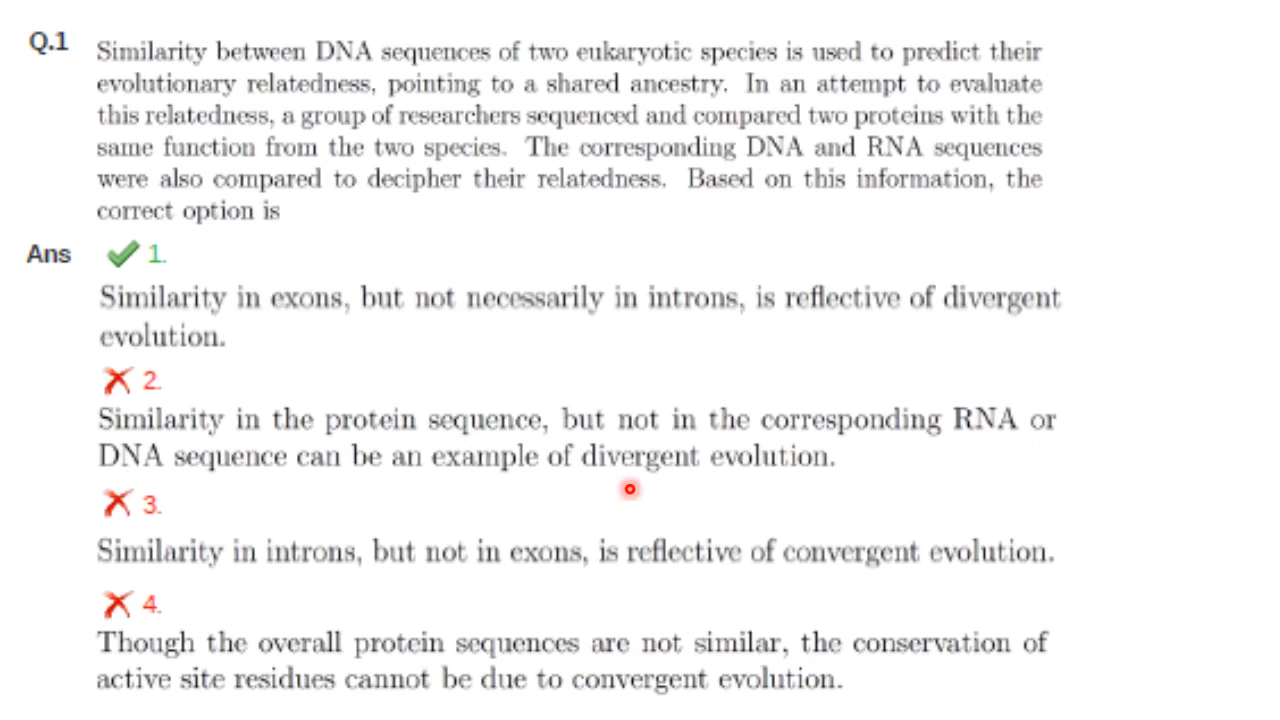 Q.1
Similarity between DNA sequences of two eukaryotic species is used to predict their
evolutionary relatedness, pointing to a shared ancestry. In an attempt to evaluate
this relatedness, a group of researchers sequenced and compared two proteins with the
same function from the two species. The corresponding DNA and RNA sequences
were also compared to decipher their relatedness. Based on this information, the
correct option is
Ans 1.
Similarity in exons, but not necessarily in introns, is reflective of divergent
evolution.
2.
Similarity in the protein sequence, but not in the corresponding RNA or
DNA sequence can be an example of divergent evolution.
3.
Similarity in introns, but not in exons, is reflective of convergent evolution.
4.
Though the overall protein sequences are not similar, the conservation of
active site residues cannot be due to convergent evolution.